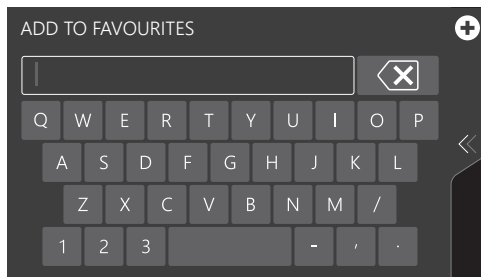 ADD TO FAVOURITES
Q W E R T Y U I O P
A S D F G H J K L
Z X C V B N M /
1 2 3 - , .